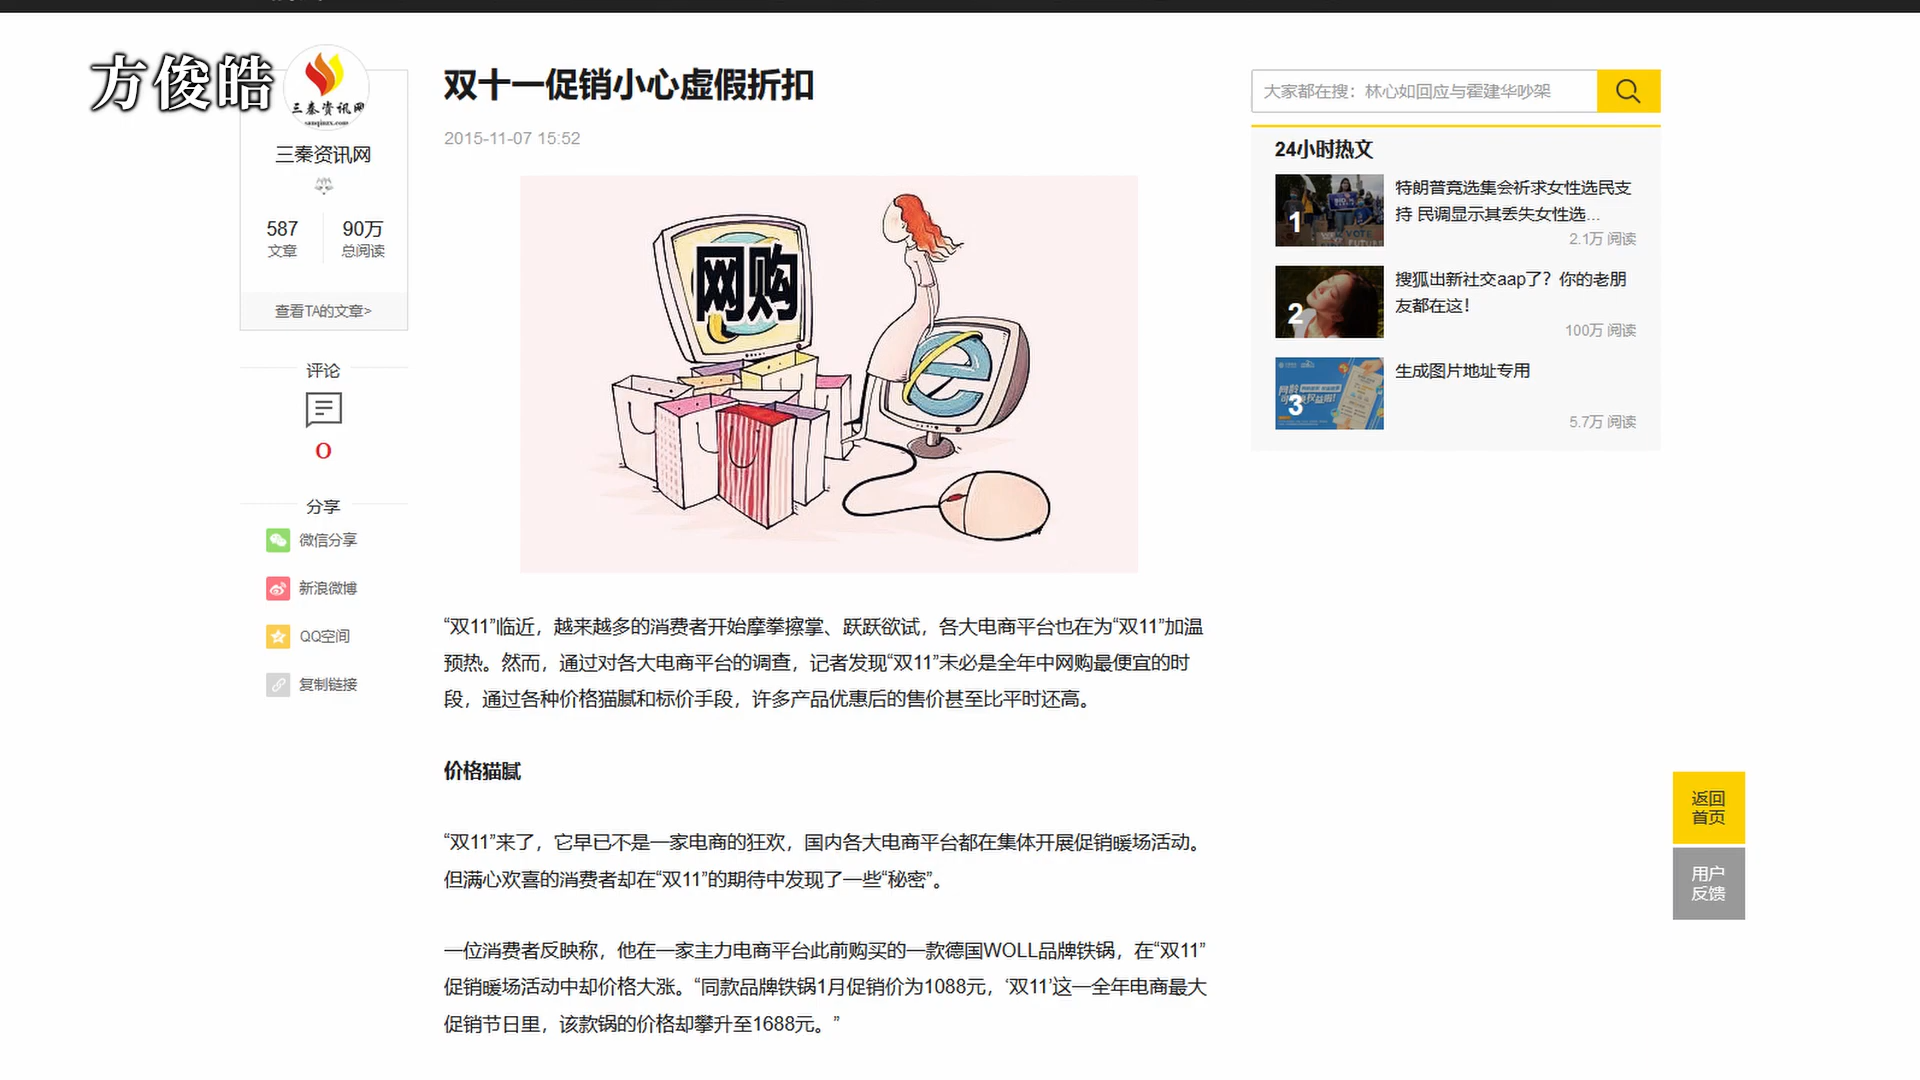 方俊皓
三秦资讯网
sanqinzx.com
三秦资讯网
587
文章
90万
总阅读
查看TA的文章>
评论
0
分享
微信分享
新浪微博
QQ空间
复制链接
双十一促销小心虚假折扣
2015-11-07 15:52
网购
“双11”临近，越来越多的消费者开始摩拳擦掌、跃跃欲试，各大电商平台也在为“双11”加温
预热。然而，通过对各大电商平台的调查，记者发现“双11”未必是全年中网购最便宜的时
段，通过各种价格猫腻和标价手段，许多产品优惠后的售价甚至比平时还高。
价格猫腻
“双11”来了，它早已不是一家电商的狂欢，国内各大电商平台都在集体开展促销暖场活动。
但满心欢喜的消费者却在“双11”的期待中发现了一些“秘密”。
一位消费者反映称，他在一家主力电商平台此前购买的一款德国WOLL品牌铁锅，在“双11”
促销暖场活动中却价格大涨。“同款品牌铁锅1月促销价为1088元，‘双11’这一全年电商最大
促销节日里，该款锅的价格却攀升至1688元。”
大家都在搜：林心如回应与霍建华吵架
24小时热文
1
特朗普竞选集会祈求女性选民支
持 民调显示其丢失女性选...
2.1万 阅读
2
搜狐出新社交aap了？你的老朋
友都在这！
100万 阅读
3
生成图片地址专用
5.7万 阅读
返回
首页
用户
反馈